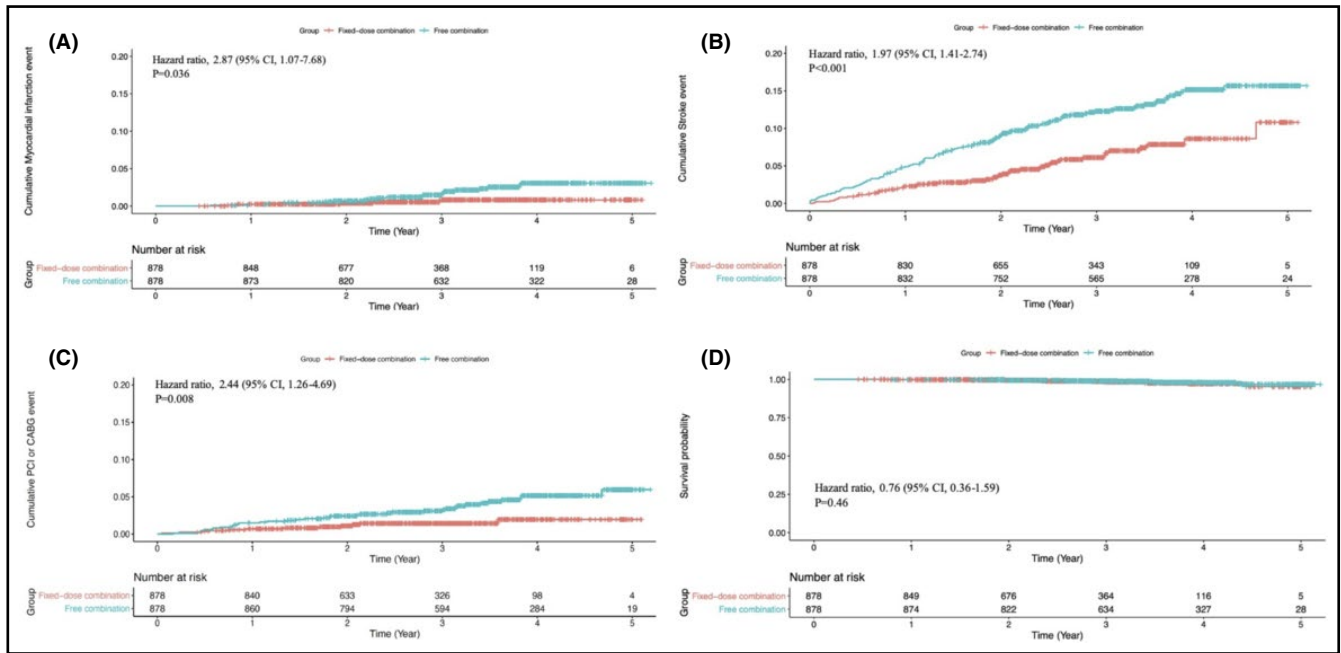 (A)
Group Fixed-dose combination Free combination
Hazard ratio, 2.87 (95% CI, 1.07-7.68)
P=0.036
Cumulative Myocardial infarction event
0.20
0.15
0.10
0.05
0.00
0 1 2 3 4 5
Time (Year)
Number at risk
Group
Fixed-dose combination 878 848 677 368 119 6
Free combination 878 873 820 632 322 28
0 1 2 3 4 5
Time (Year)
(B)
Group Fixed-dose combination Free combination
Hazard ratio, 1.97 (95% CI, 1.41-2.74)
P<0.001
Cumulative Stroke event
0.20
0.15
0.10
0.05
0.00
0 1 2 3 4 5
Time (Year)
Number at risk
Group
Fixed-dose combination 878 830 655 343 109 5
Free combination 878 832 752 565 278 24
0 1 2 3 4 5
Time (Year)
(C)
Group Fixed-dose combination Free combination
Hazard ratio, 2.44 (95% CI, 1.26-4.69)
P=0.008
Cumulative PCI or CABG event
0.20
0.15
0.10
0.05
0.00
0 1 2 3 4 5
Time (Year)
Number at risk
Group
Fixed-dose combination 878 840 633 326 98 4
Free combination 878 860 794 594 284 19
0 1 2 3 4 5
Time (Year)
(D)
Group Fixed-dose combination Free combination
Survival probability
1.00
0.75
0.50
0.25
0.00
Hazard ratio, 0.76 (95% CI, 0.36-1.59)
P=0.46
0 1 2 3 4 5
Time (Year)
Number at risk
Group
Fixed-dose combination 878 849 676 364 116 5
Free combination 878 874 822 634 327 28
0 1 2 3 4 5
Time (Year)